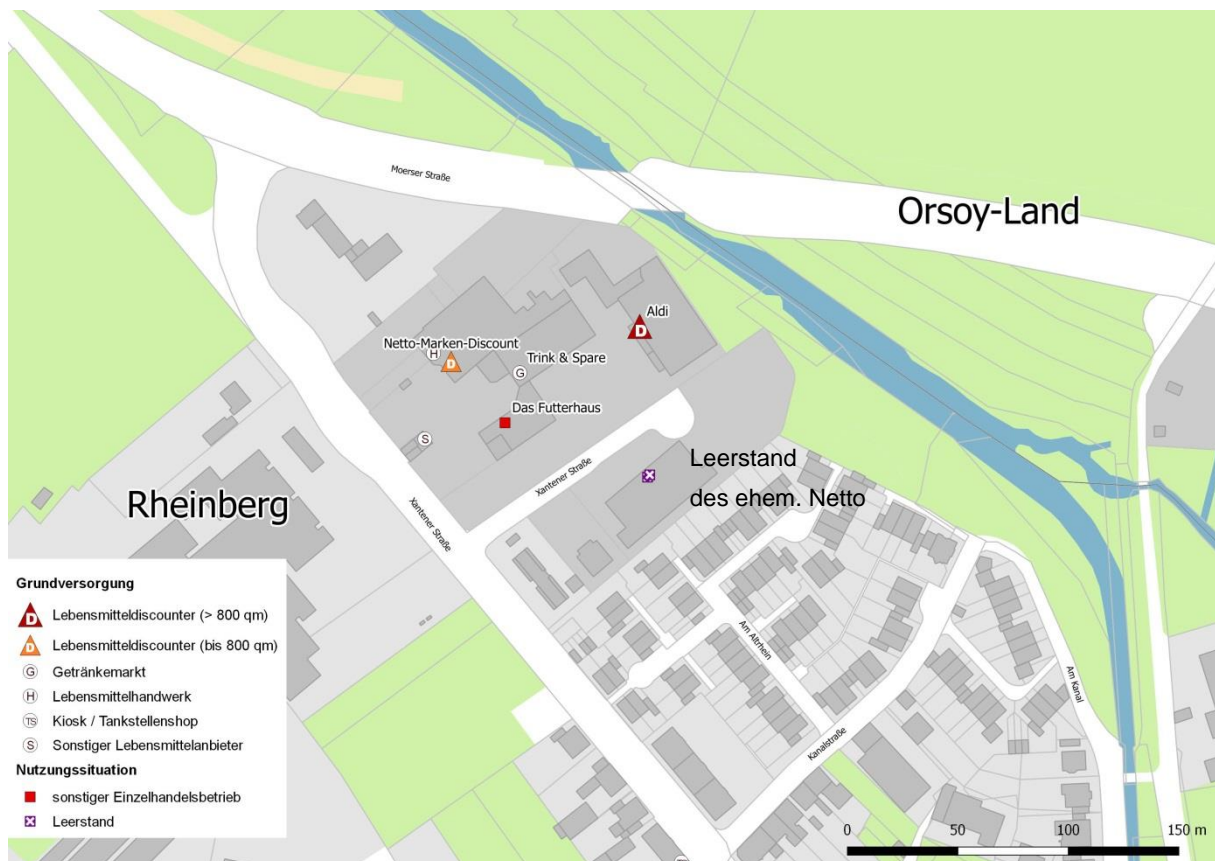 Moerser Straße
Orsoy-Land
Aldi
Netto-Marken-Discount
D
H
D
Trink & Spare
G
Das Futterhaus
S
Leerstand
des ehem. Netto
Xantener Straße
Rheinberg
Xantener Straße
Am Altrhein
Am Kanal
Kanalstraße
Grundversorgung
D Lebensmitteldiscounter (> 800 qm)
D Lebensmitteldiscounter (bis 800 qm)
G Getränkemarkt
H Lebensmittelhandwerk
TS Kiosk / Tankstellenshop
S Sonstiger Lebensmittelanbieter
Nutzungssituation
sonstiger Einzelhandelsbetrieb
Leerstand
0 50 100 150 m